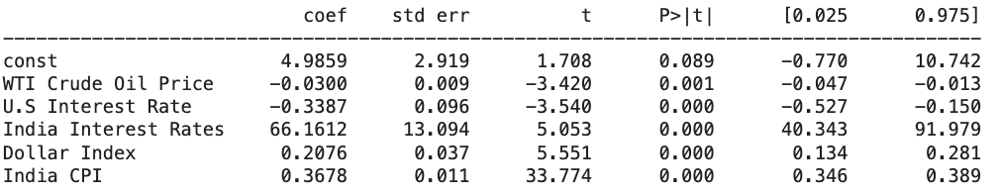 coef std err t P>|t| [0.025 0.975]
const 4.9859 2.919 1.708 0.089 −0.770 10.742
WTI Crude Oil Price −0.0300 0.009 −3.420 0.001 −0.047 −0.013
U.S Interest Rate −0.3387 0.096 −3.540 0.000 −0.527 −0.150
India Interest Rates 66.1612 13.094 5.053 0.000 40.343 91.979
Dollar Index 0.2076 0.037 5.551 0.000 0.134 0.281
India CPI 0.3678 0.011 33.774 0.000 0.346 0.389